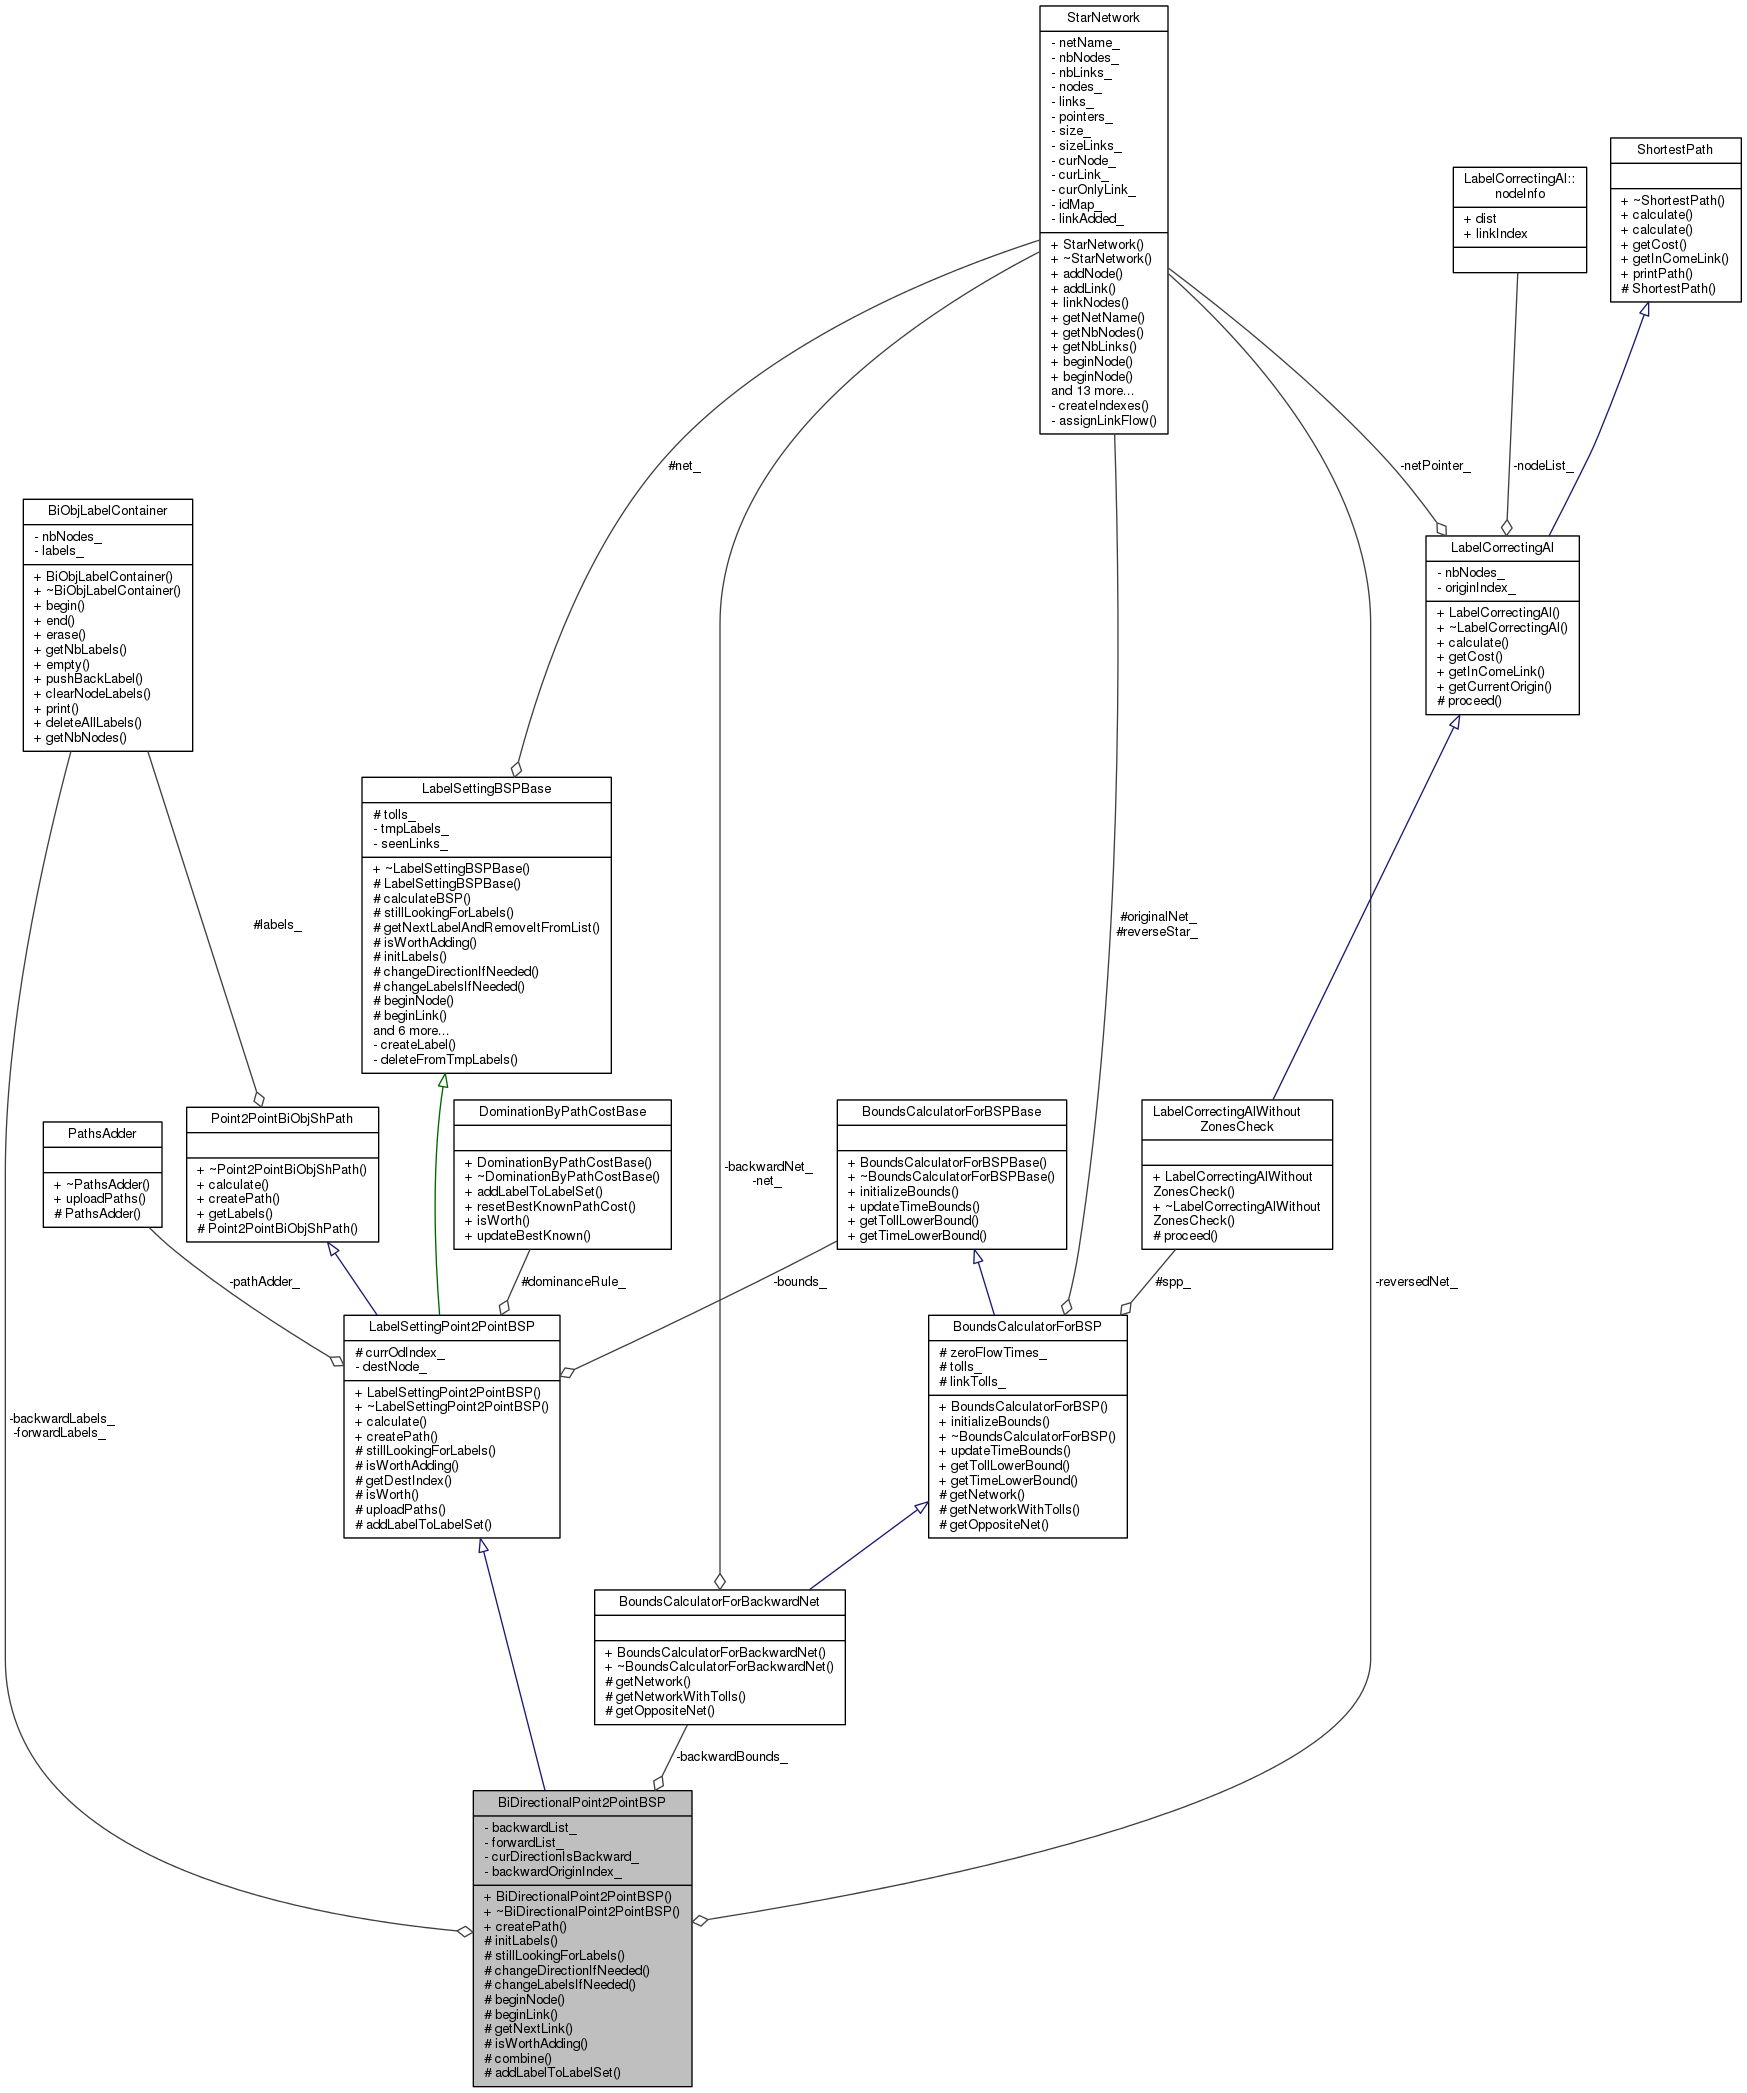 StarNetwork
- netName_
- nbNodes_
- nbLinks_
- nodes_
- links_
- pointers_
- size_
- sizeLinks_
- curNode_
- curLink_
- curOnlyLink_
- idMap_
- linkAdded_
+ StarNetwork()
+ ~StarNetwork()
+ addNode()
+ addLink()
+ linkNodes()
+ getNetName()
+ getNbNodes()
+ getNbLinks()
+ beginNode()
+ beginNode()
and 13 more...
- createIndexes()
- assignLinkFlow()
ShortestPath
+ ~ShortestPath()
+ calculate()
+ calculate()
+ getCost()
+ getInComeLink()
+ printPath()
# ShortestPath()
LabelCorrectingAl::
nodeInfo
+ dist
+ linkIndex
#net_
-netPointer_
-nodeList_
BiObjLabelContainer
- nbNodes_
- labels_
+ BiObjLabelContainer()
+ ~BiObjLabelContainer()
+ begin()
+ end()
+ erase()
+ getNbLabels()
+ empty()
+ pushBackLabel()
+ clearNodeLabels()
+ print()
+ deleteAllLabels()
+ getNbNodes()
LabelCorrectingAl
- nbNodes_
- originIndex_
+ LabelCorrectingAl()
+ ~LabelCorrectingAl()
+ calculate()
+ getCost()
+ getInComeLink()
+ getCurrentOrigin()
# proceed()
LabelSettingBSPBase
# tolls_
- tmpLabels_
- seenLinks_
+ ~LabelSettingBSPBase()
# LabelSettingBSPBase()
# calculateBSP()
# stillLookingForLabels()
# getNextLabelAndRemoveItFromList()
# isWorthAdding()
# initLabels()
# changeDirectionIfNeeded()
# changeLabelsIfNeeded()
# beginNode()
# beginLink()
and 6 more...
- createLabel()
- deleteFromTmpLabels()
#labels_
#originalNet_
#reverseStar_
PathsAdder
+ ~PathsAdder()
+ uploadPaths()
# PathsAdder()
Point2PointBiObjShPath
+ ~Point2PointBiObjShPath()
+ calculate()
+ createPath()
+ getLabels()
# Point2PointBiObjShPath()
DominationByPathCostBase
+ DominationByPathCostBase()
+ ~DominationByPathCostBase()
+ addLabelToLabelSet()
+ resetBestKnownPathCost()
+ isWorth()
+ updateBestKnown()
-backwardNet_
-net_
BoundsCalculatorForBSPBase
+ BoundsCalculatorForBSPBase()
+ ~BoundsCalculatorForBSPBase()
+ initializeBounds()
+ updateTimeBounds()
+ getTollLowerBound()
+ getTimeLowerBound()
LabelCorrectingAlWithout
ZonesCheck
+ LabelCorrectingAlWithout
ZonesCheck()
+ ~LabelCorrectingAlWithout
ZonesCheck()
# proceed()
-pathAdder_
#dominanceRule_
-bounds_
#spp_
-reversedNet_
LabelSettingPoint2PointBSP
# currOdIndex_
- destNode_
+ LabelSettingPoint2PointBSP()
+ ~LabelSettingPoint2PointBSP()
+ calculate()
+ createPath()
# stillLookingForLabels()
# isWorthAdding()
# getDestIndex()
# isWorth()
# uploadPaths()
# addLabelToLabelSet()
BoundsCalculatorForBSP
# zeroFlowTimes_
# tolls_
# linkTolls_
+ BoundsCalculatorForBSP()
+ initializeBounds()
+ ~BoundsCalculatorForBSP()
+ updateTimeBounds()
+ getTollLowerBound()
+ getTimeLowerBound()
# getNetwork()
# getNetworkWithTolls()
# getOppositeNet()
-backwardLabels_
-forwardLabels_
BoundsCalculatorForBackwardNet
+ BoundsCalculatorForBackwardNet()
+ ~BoundsCalculatorForBackwardNet()
# getNetwork()
# getNetworkWithTolls()
# getOppositeNet()
-backwardBounds_
BiDirectionalPoint2PointBSP
- backwardList_
- forwardList_
- curDirectionIsBackward_
- backwardOriginIndex_
+ BiDirectionalPoint2PointBSP()
+ ~BiDirectionalPoint2PointBSP()
+ createPath()
# initLabels()
# stillLookingForLabels()
# changeDirectionIfNeeded()
# changeLabelsIfNeeded()
# beginNode()
# beginLink()
# getNextLink()
# isWorthAdding()
# combine()
# addLabelToLabelSet()